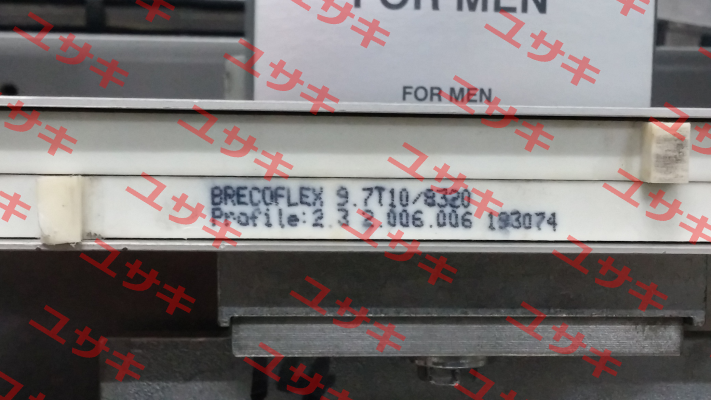 FOR MEN
FOR MEN
BRECOFLEX 9.7T10/8320
Profile:2.3 2.006.006 193074
ユサキ